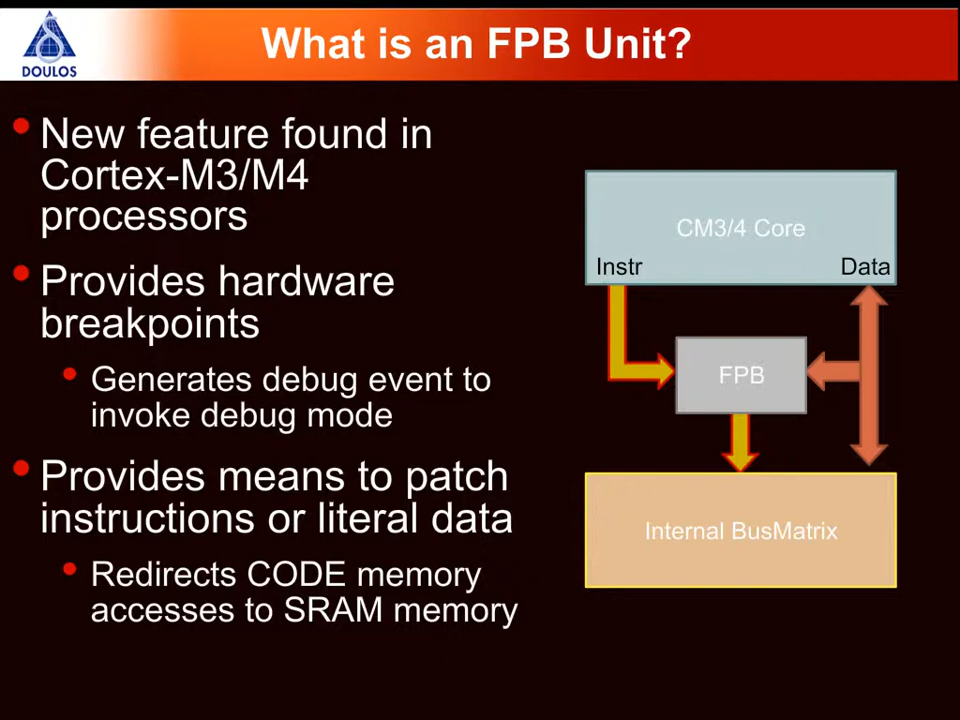 DOULOS
What is an FPB Unit?
New feature found in
Cortex-M3/M4
processors
Provides hardware
breakpoints
Generates debug event to
invoke debug mode
Provides means to patch
instructions or literal data
Redirects CODE memory
accesses to SRAM memory
CM3/4 Core
Instr Data
FPB
Internal BusMatrix